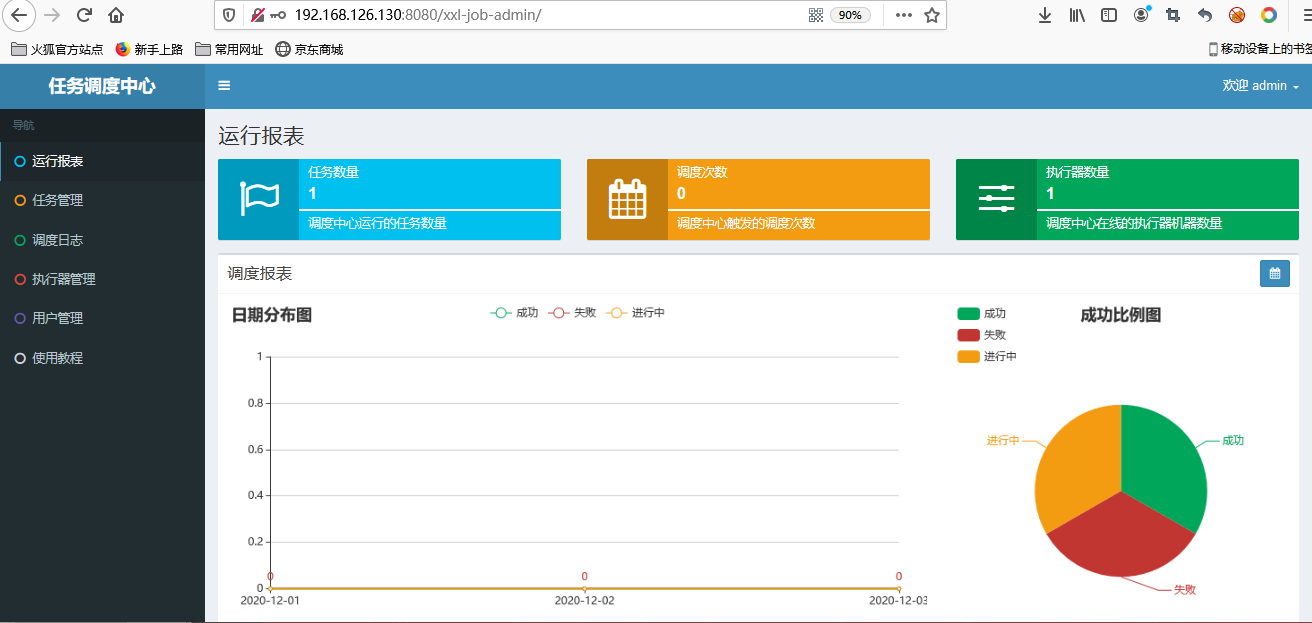 192.168.126.130:8080/xxl-job-admin/
90%
火狐官方站点 新手上路 常用网址 京东商城
移动设备上的书签
任务调度中心
欢迎 admin
导航
运行报表
任务管理
调度日志
执行器管理
用户管理
使用教程
运行报表
任务数量
1
调度中心运行的任务数量
调度次数
0
调度中心触发的调度次数
执行器数量
1
调度中心在线的执行器机器数量
调度报表
日期分布图
成功 失败 进行中
1
0.8
0.6
0.4
0.2
0
0 0 0
2020-12-01 2020-12-02 2020-12-03
成功
失败
进行中
成功比例图
进行中
成功
失败